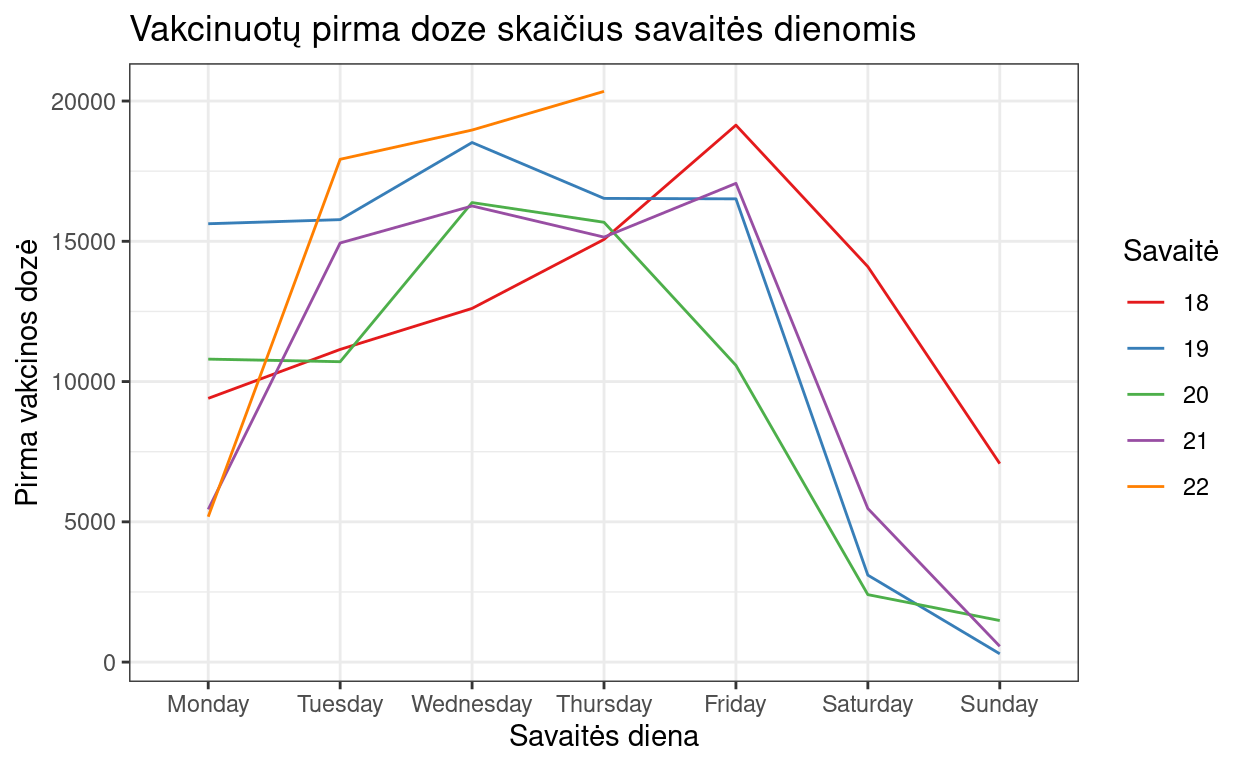 Vakcinuotų pirma doze skaičius savaitės dienomis
Pirma vakcinos dozė
20000
15000
10000
5000
0
Monday Tuesday Wednesday Thursday Friday Saturday Sunday
Savaitės diena
Savaitė
18
19
20
21
22